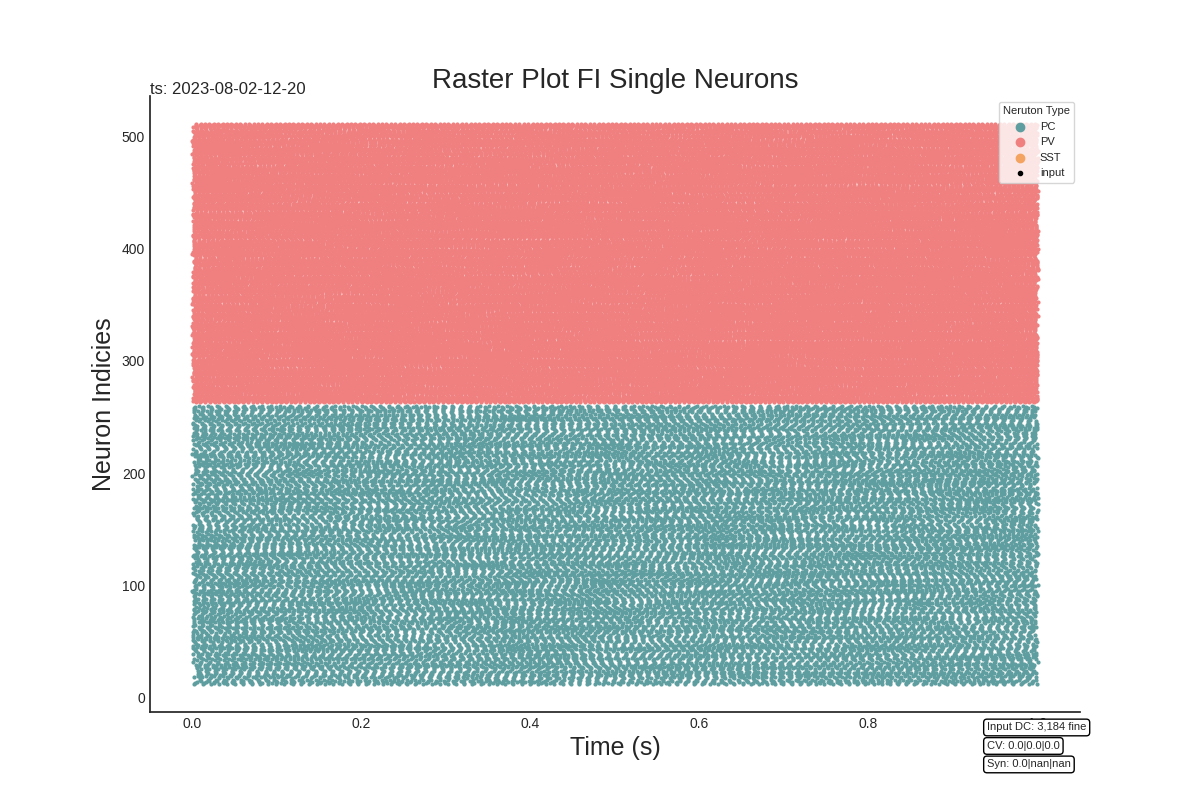 Raster Plot FI Single Neurons
ts: 2023-08-02-12-20
Neruton Type
PC
PV
SST
input
500
400
300
200
100
0
Neuron Indicies
0.0 0.2 0.4 0.6 0.8
Time (s)
Input DC: 3,184 fine
CV: 0.0|0.0|0.0
Syn: 0.0|nan|nan